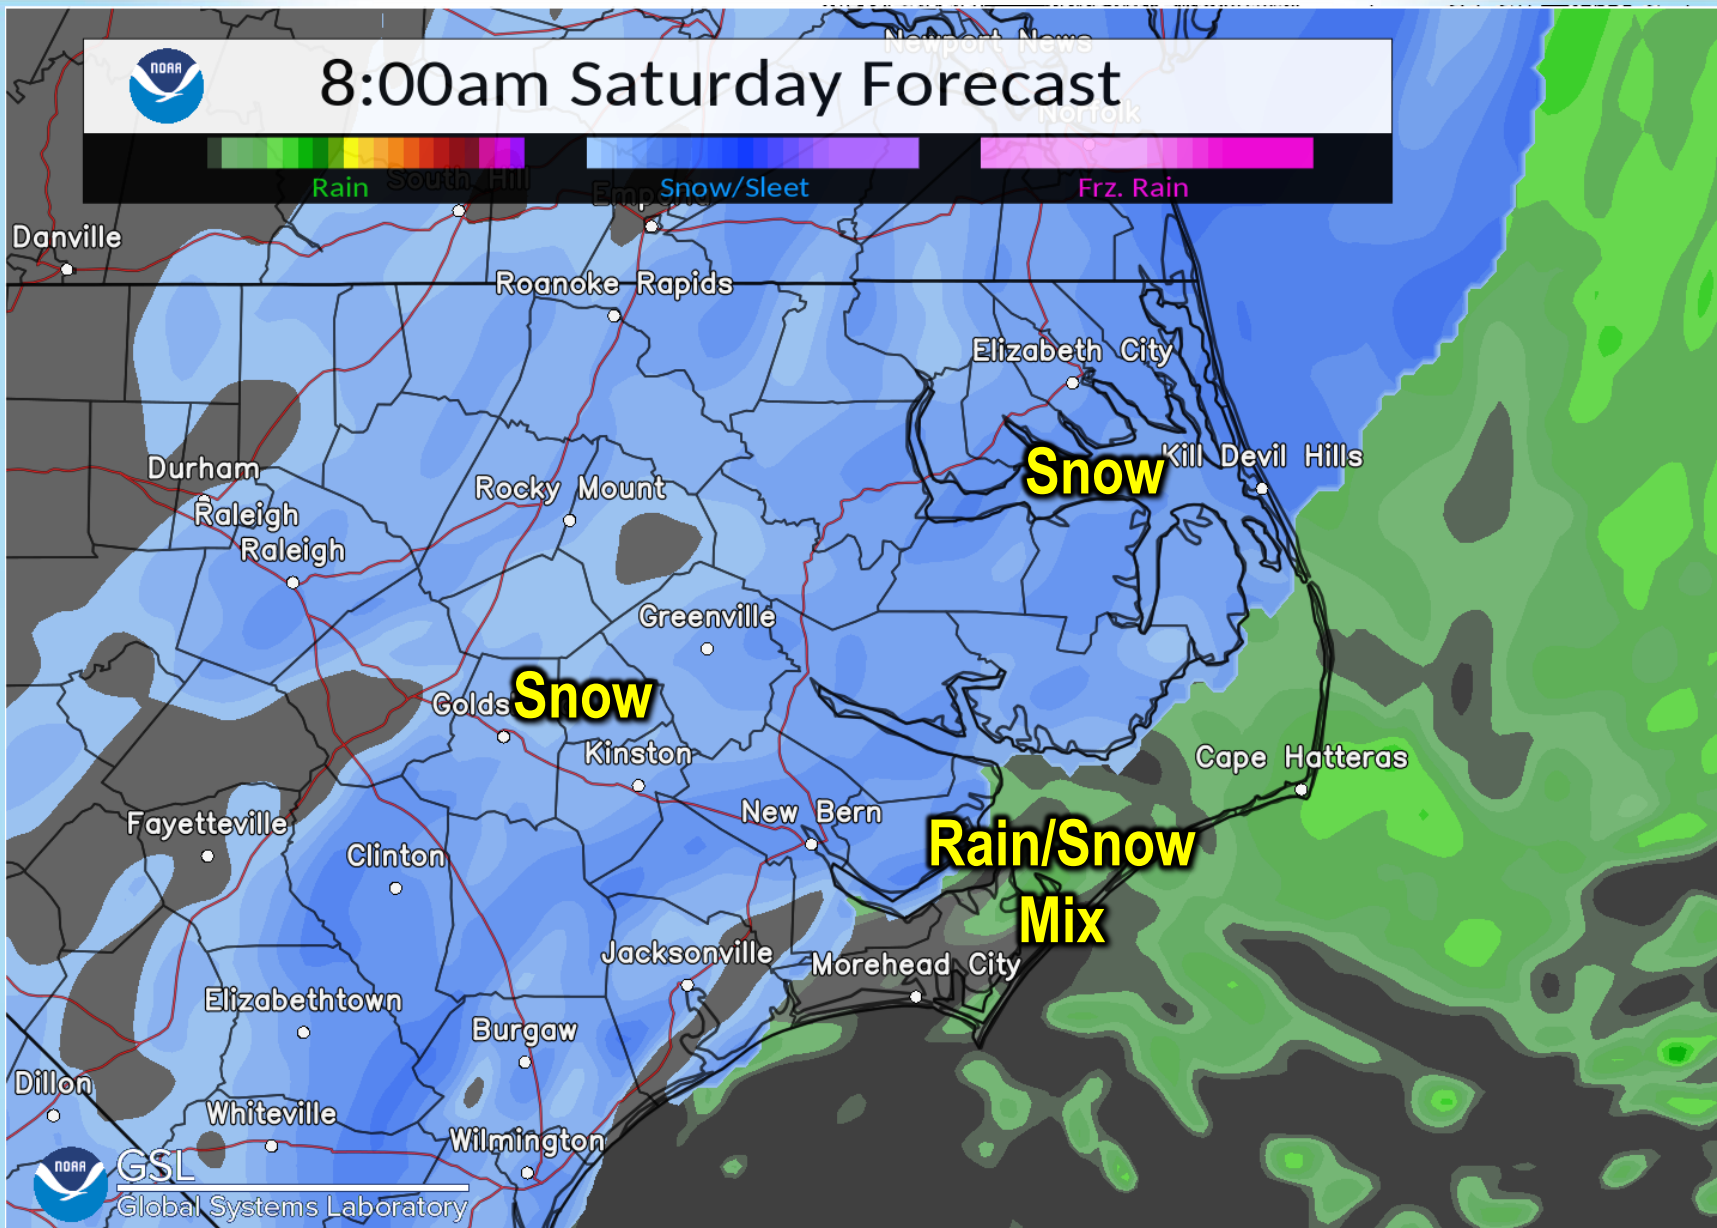 Newport News
NOAA
8:00am Saturday Forecast
Norfolk
Rain
South Hill
Emporia
Snow/Sleet
Frz. Rain
Danville
Roanoke Rapids
Elizabeth City
Snow
Kill Devil Hills
Durham
Rocky Mount
Raleigh
Raleigh
Greenville
Golds
Snow
Kinston
Cape Hatteras
New Bern
Fayetteville
Clinton
Rain/Snow
Mix
Jacksonville
Morehead City
Elizabethtown
Burgaw
Dillon
Whiteville
Wilmington
NOAA
GSL
Global Systems Laboratory